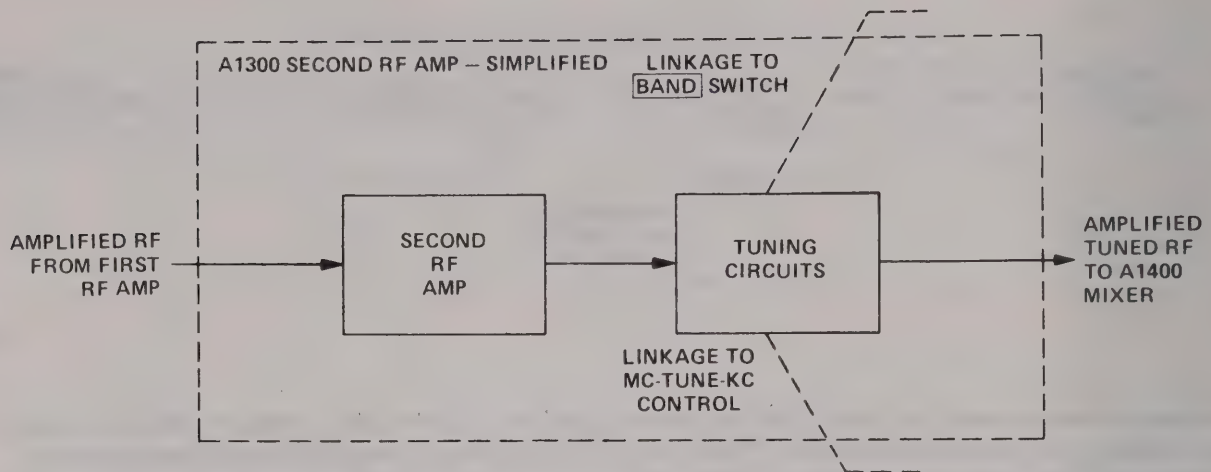 A1300 SECOND RF AMP – SIMPLIFIED
LINKAGE TO
BAND SWITCH
AMPLIFIED RF
FROM FIRST
RF AMP
SECOND
RF
AMP
TUNING
CIRCUITS
AMPLIFIED
TUNED RF
TO A1400
MIXER
LINKAGE TO
MC-TUNE-KC
CONTROL